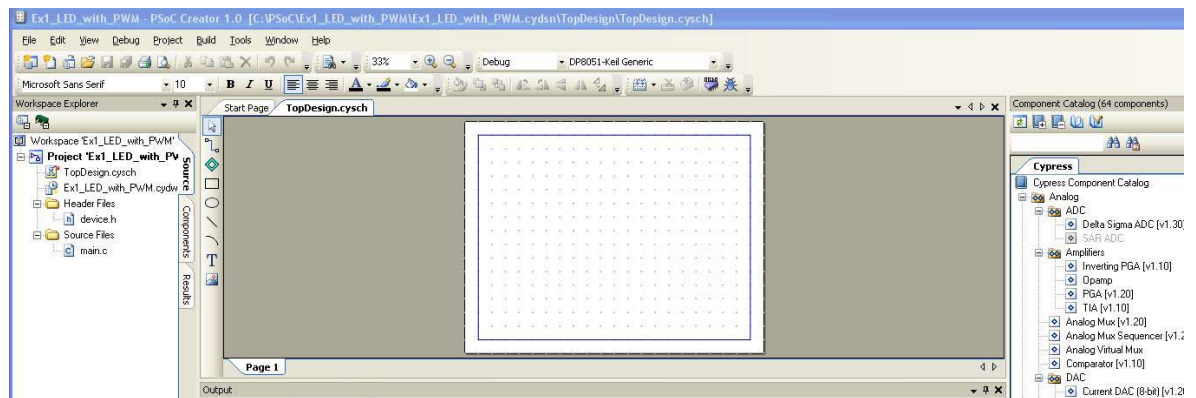 Ex1_LED_with_PWM - PSoC Creator 1.0 [C:\PSoC\Ex1_LED_with_PWM\Ex1_LED_with_PWM.cydsn\TopDesign\TopDesign.cysch]
File Edit View Debug Project Build Tools Window Help
33% Debug DP8051-Keil Generic
Microsoft Sans Serif 10 B I U A
Workspace Explorer
Workspace 'Ex1_LED_with_PWM'
Project 'Ex1_LED_with_PV
TopDesign.cysch
Ex1_LED_with_PWM.cydw
Header Files
device.h
Source Files
main.c
Source
Components
Results
Start Page TopDesign.cysch
T
Page 1
Output
Component Catalog (64 components)
Cypress
Cypress Component Catalog
Analog
ADC
Delta Sigma ADC [v1.30]
SAR ADC
Amplifiers
Inverting PGA [v1.10]
Opamp
PGA [v1.20]
TIA [v1.10]
Analog Mux [v1.20]
Analog Mux Sequencer [v1.2
Analog Virtual Mux
Comparator [v1.10]
DAC
Current DAC (8-bit) [v1.20